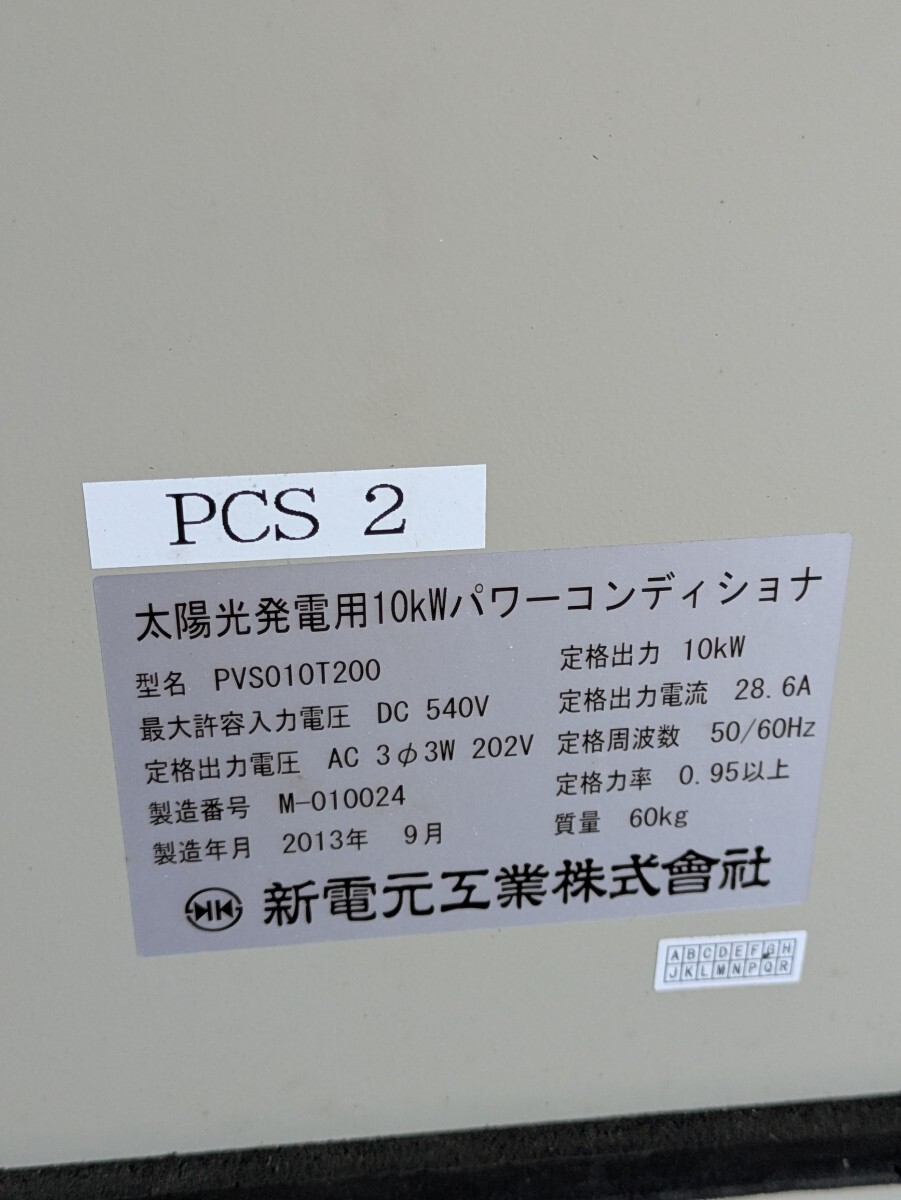 PCS 2
太陽光発電用10kWパワーコンディショナ
型名 PVS010T200
定格出力 10kW
最大許容入力電圧 DC 540V
定格出力電流 28.6A
定格出力電圧 AC 3φ3W 202V
定格周波数 50/60Hz
製造番号 M-010024
定格力率 0.95以上
製造年月 2013年 9月
質量 60kg
新電元工業株式會社
ABCDEFGH
JKLMNPQR